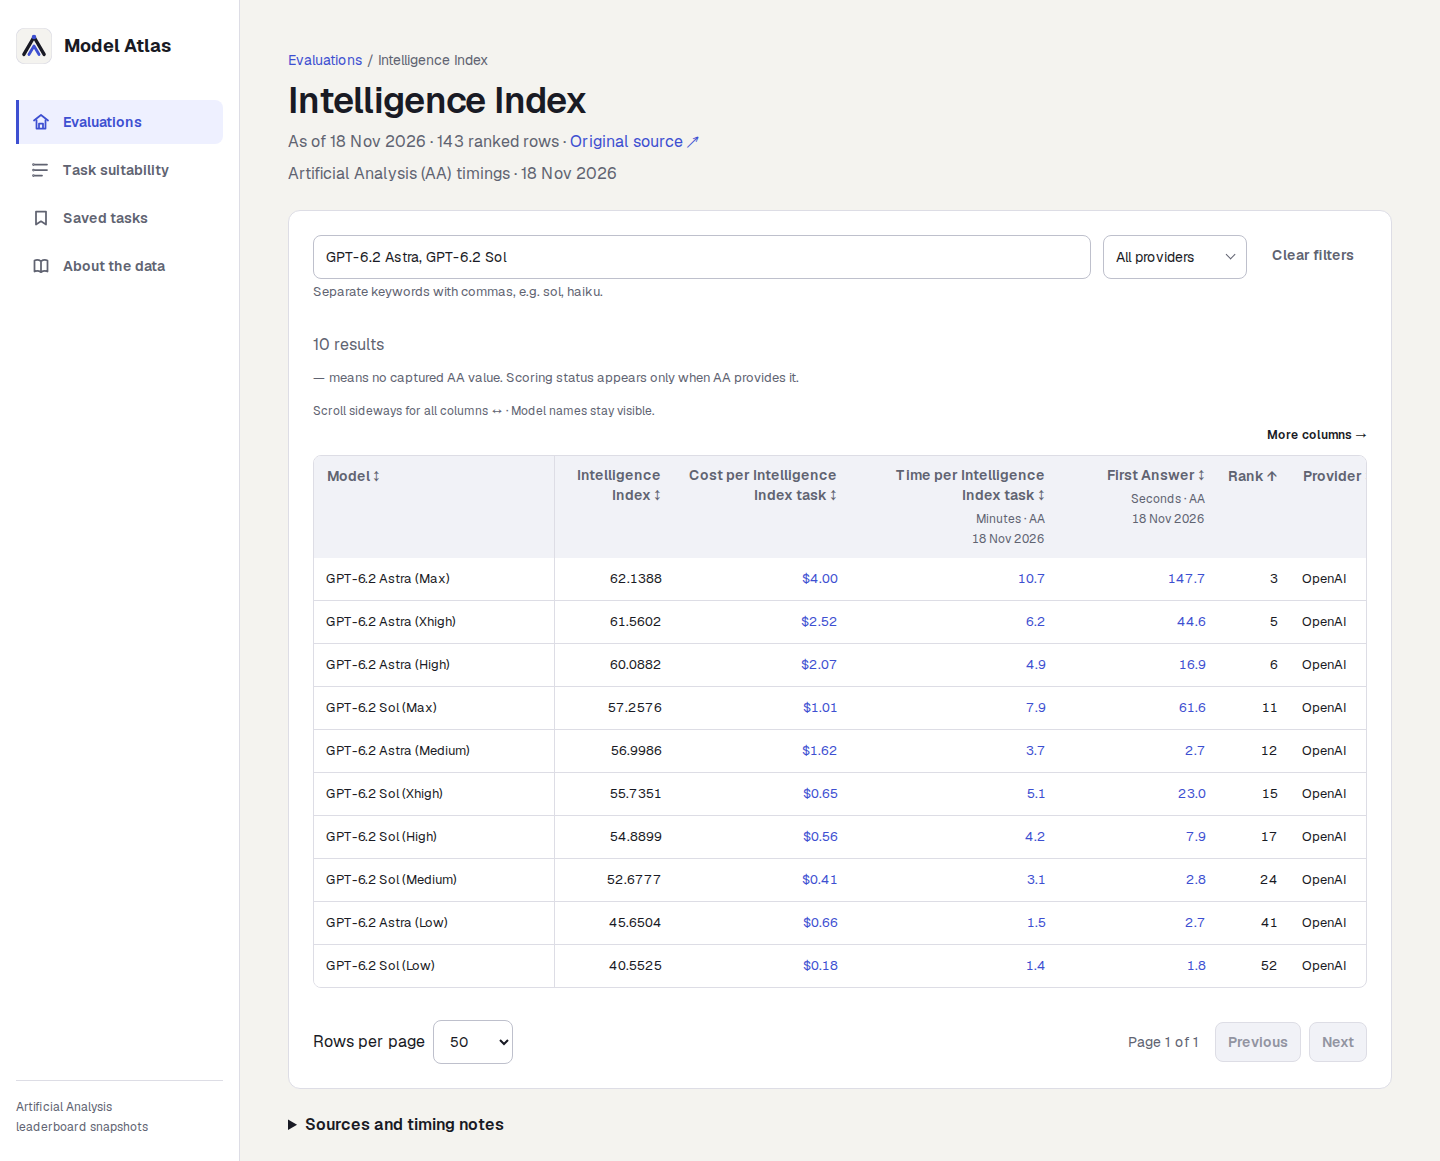 Model Atlas
Evaluations
Task suitability
Saved tasks
About the data
Artificial Analysis
leaderboard snapshots
Evaluations / Intelligence Index
Intelligence Index
As of 18 Nov 2026 · 143 ranked rows · Original source ↗
Artificial Analysis (AA) timings · 18 Nov 2026
GPT-6.2 Astra, GPT-6.2 Sol All providers Clear filters
Separate keywords with commas, e.g. sol, haiku.
10 results
— means no captured AA value. Scoring status appears only when AA provides it.
Scroll sideways for all columns ↔ · Model names stay visible.
More columns →
Model ↕ Intelligence Index ↕ Cost per Intelligence Index task ↕ Time per Intelligence Index task ↕ Minutes · AA 18 Nov 2026 First Answer ↕ Seconds · AA 18 Nov 2026 Rank ↑ Provider
GPT-6.2 Astra (Max) 62.1388 $4.00 10.7 147.7 3 OpenAI
GPT-6.2 Astra (Xhigh) 61.5602 $2.52 6.2 44.6 5 OpenAI
GPT-6.2 Astra (High) 60.0882 $2.07 4.9 16.9 6 OpenAI
GPT-6.2 Sol (Max) 57.2576 $1.01 7.9 61.6 11 OpenAI
GPT-6.2 Astra (Medium) 56.9986 $1.62 3.7 2.7 12 OpenAI
GPT-6.2 Sol (Xhigh) 55.7351 $0.65 5.1 23.0 15 OpenAI
GPT-6.2 Sol (High) 54.8899 $0.56 4.2 7.9 17 OpenAI
GPT-6.2 Sol (Medium) 52.6777 $0.41 3.1 2.8 24 OpenAI
GPT-6.2 Astra (Low) 45.6504 $0.66 1.5 2.7 41 OpenAI
GPT-6.2 Sol (Low) 40.5525 $0.18 1.4 1.8 52 OpenAI
Rows per page 50 Page 1 of 1 Previous Next
Sources and timing notes